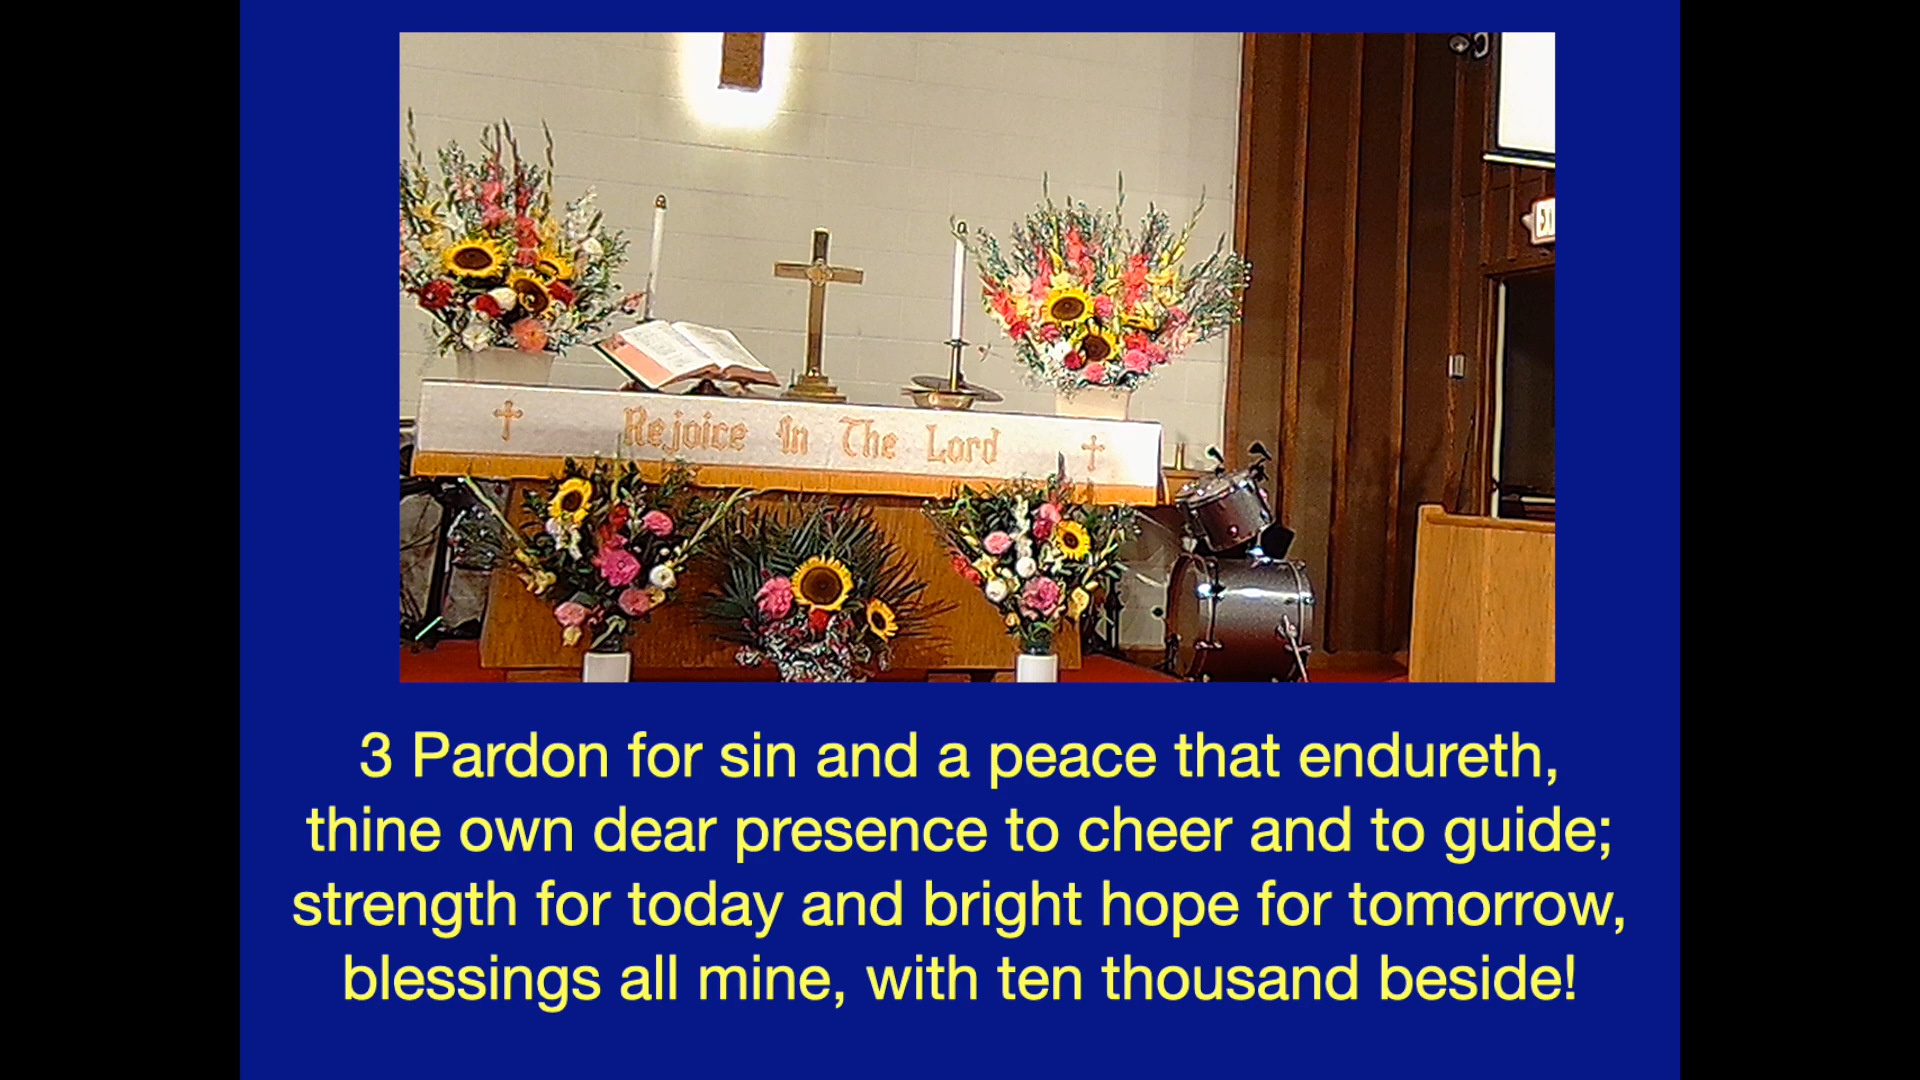 Rejoice In The Lord
3 Pardon for sin and a peace that endureth,
thine own dear presence to cheer and to guide;
strength for today and bright hope for tomorrow,
blessings all mine, with ten thousand beside!